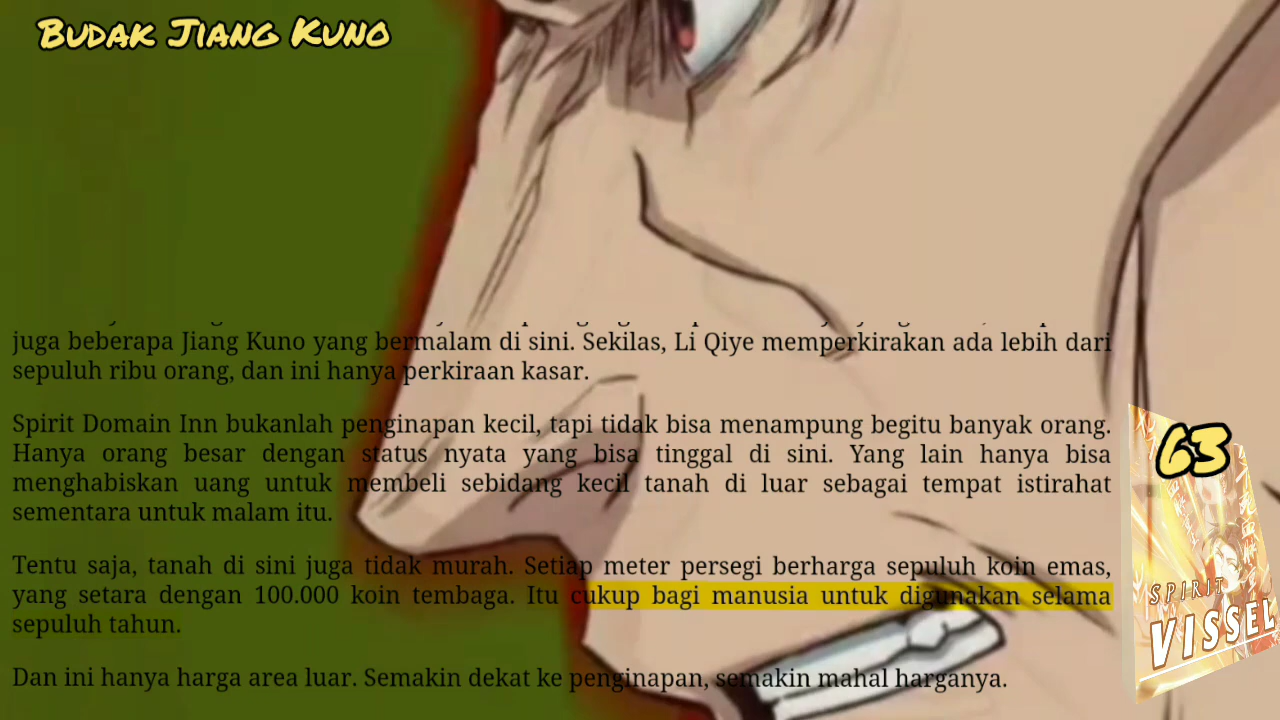 Budak Jiang Kuno
juga beberapa Jiang Kuno yang bermalam di sini. Sekilas, Li Qiye memperkirakan ada lebih dari
sepuluh ribu orang, dan ini hanya perkiraan kasar.
Spirit Domain Inn bukanlah penginapan kecil, tapi tidak bisa menampung begitu banyak orang.
Hanya orang besar dengan status nyata yang bisa tinggal di sini. Yang lain hanya bisa
menghabiskan uang untuk membeli sebidang kecil tanah di luar sebagai tempat istirahat
sementara untuk malam itu.
Tentu saja, tanah di sini juga tidak murah. Setiap meter persegi berharga sepuluh koin emas,
yang setara dengan 100.000 koin tembaga. Itu cukup bagi manusia untuk digunakan selama
sepuluh tahun.
Dan ini hanya harga area luar. Semakin dekat ke penginapan, semakin mahal harganya.
63
SPIRIT
VISSEL